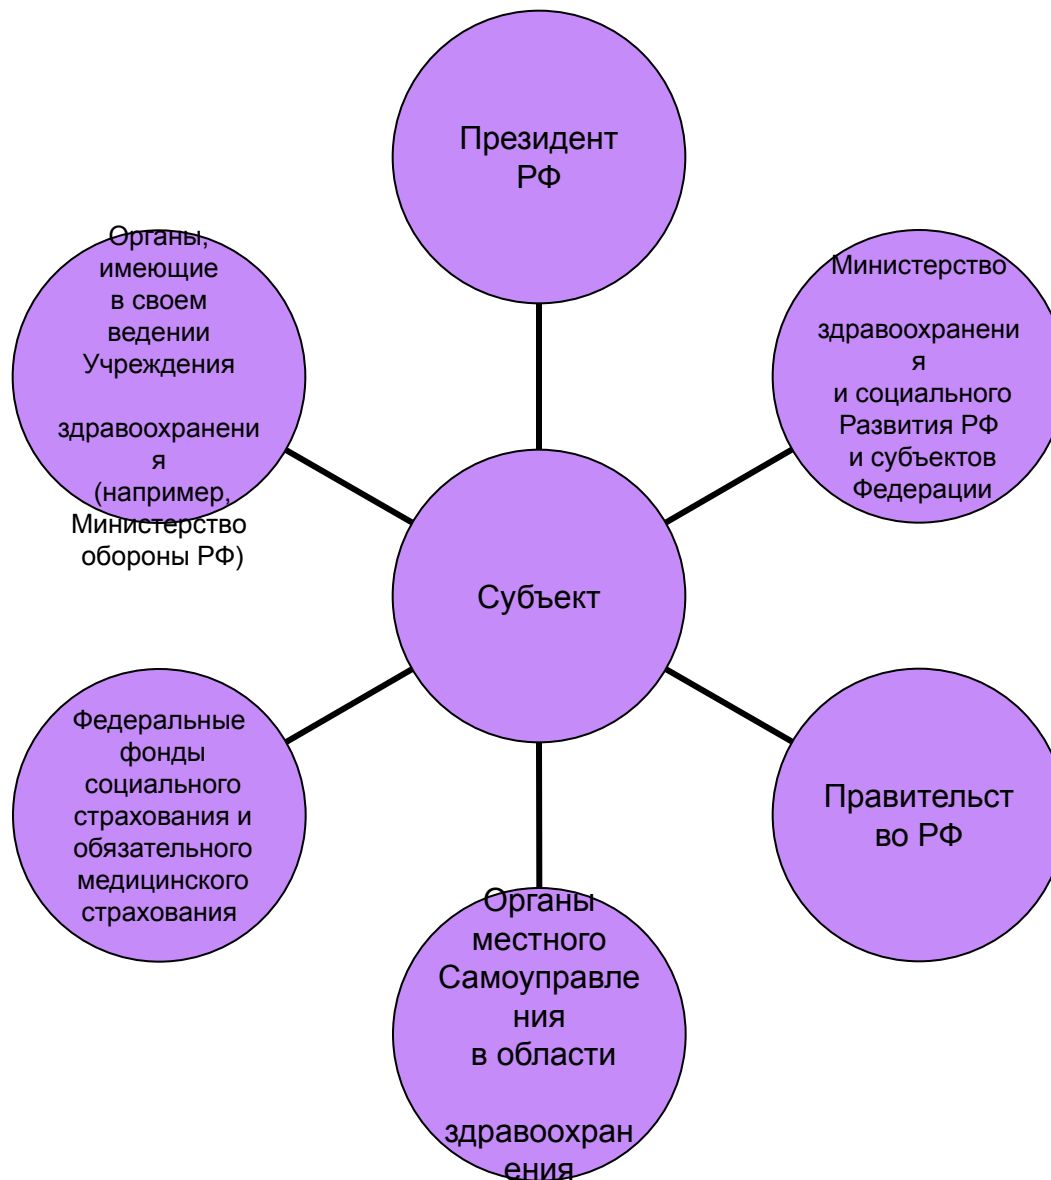 Президент
РФ
Органы,
имеющие
в своем
ведении
Учреждения
здравоохранени
я
(например,
Министерство
обороны РФ)
Министерство
здравоохранени
я
и социального
Развития РФ
и субъектов
Федерации
Субъект
Федеральные
фонды
социального
страхования и
обязательного
медицинского
страхования
Правительст
во РФ
Органы
местного
Самоуправле
ния
в области
здравоохран
ения